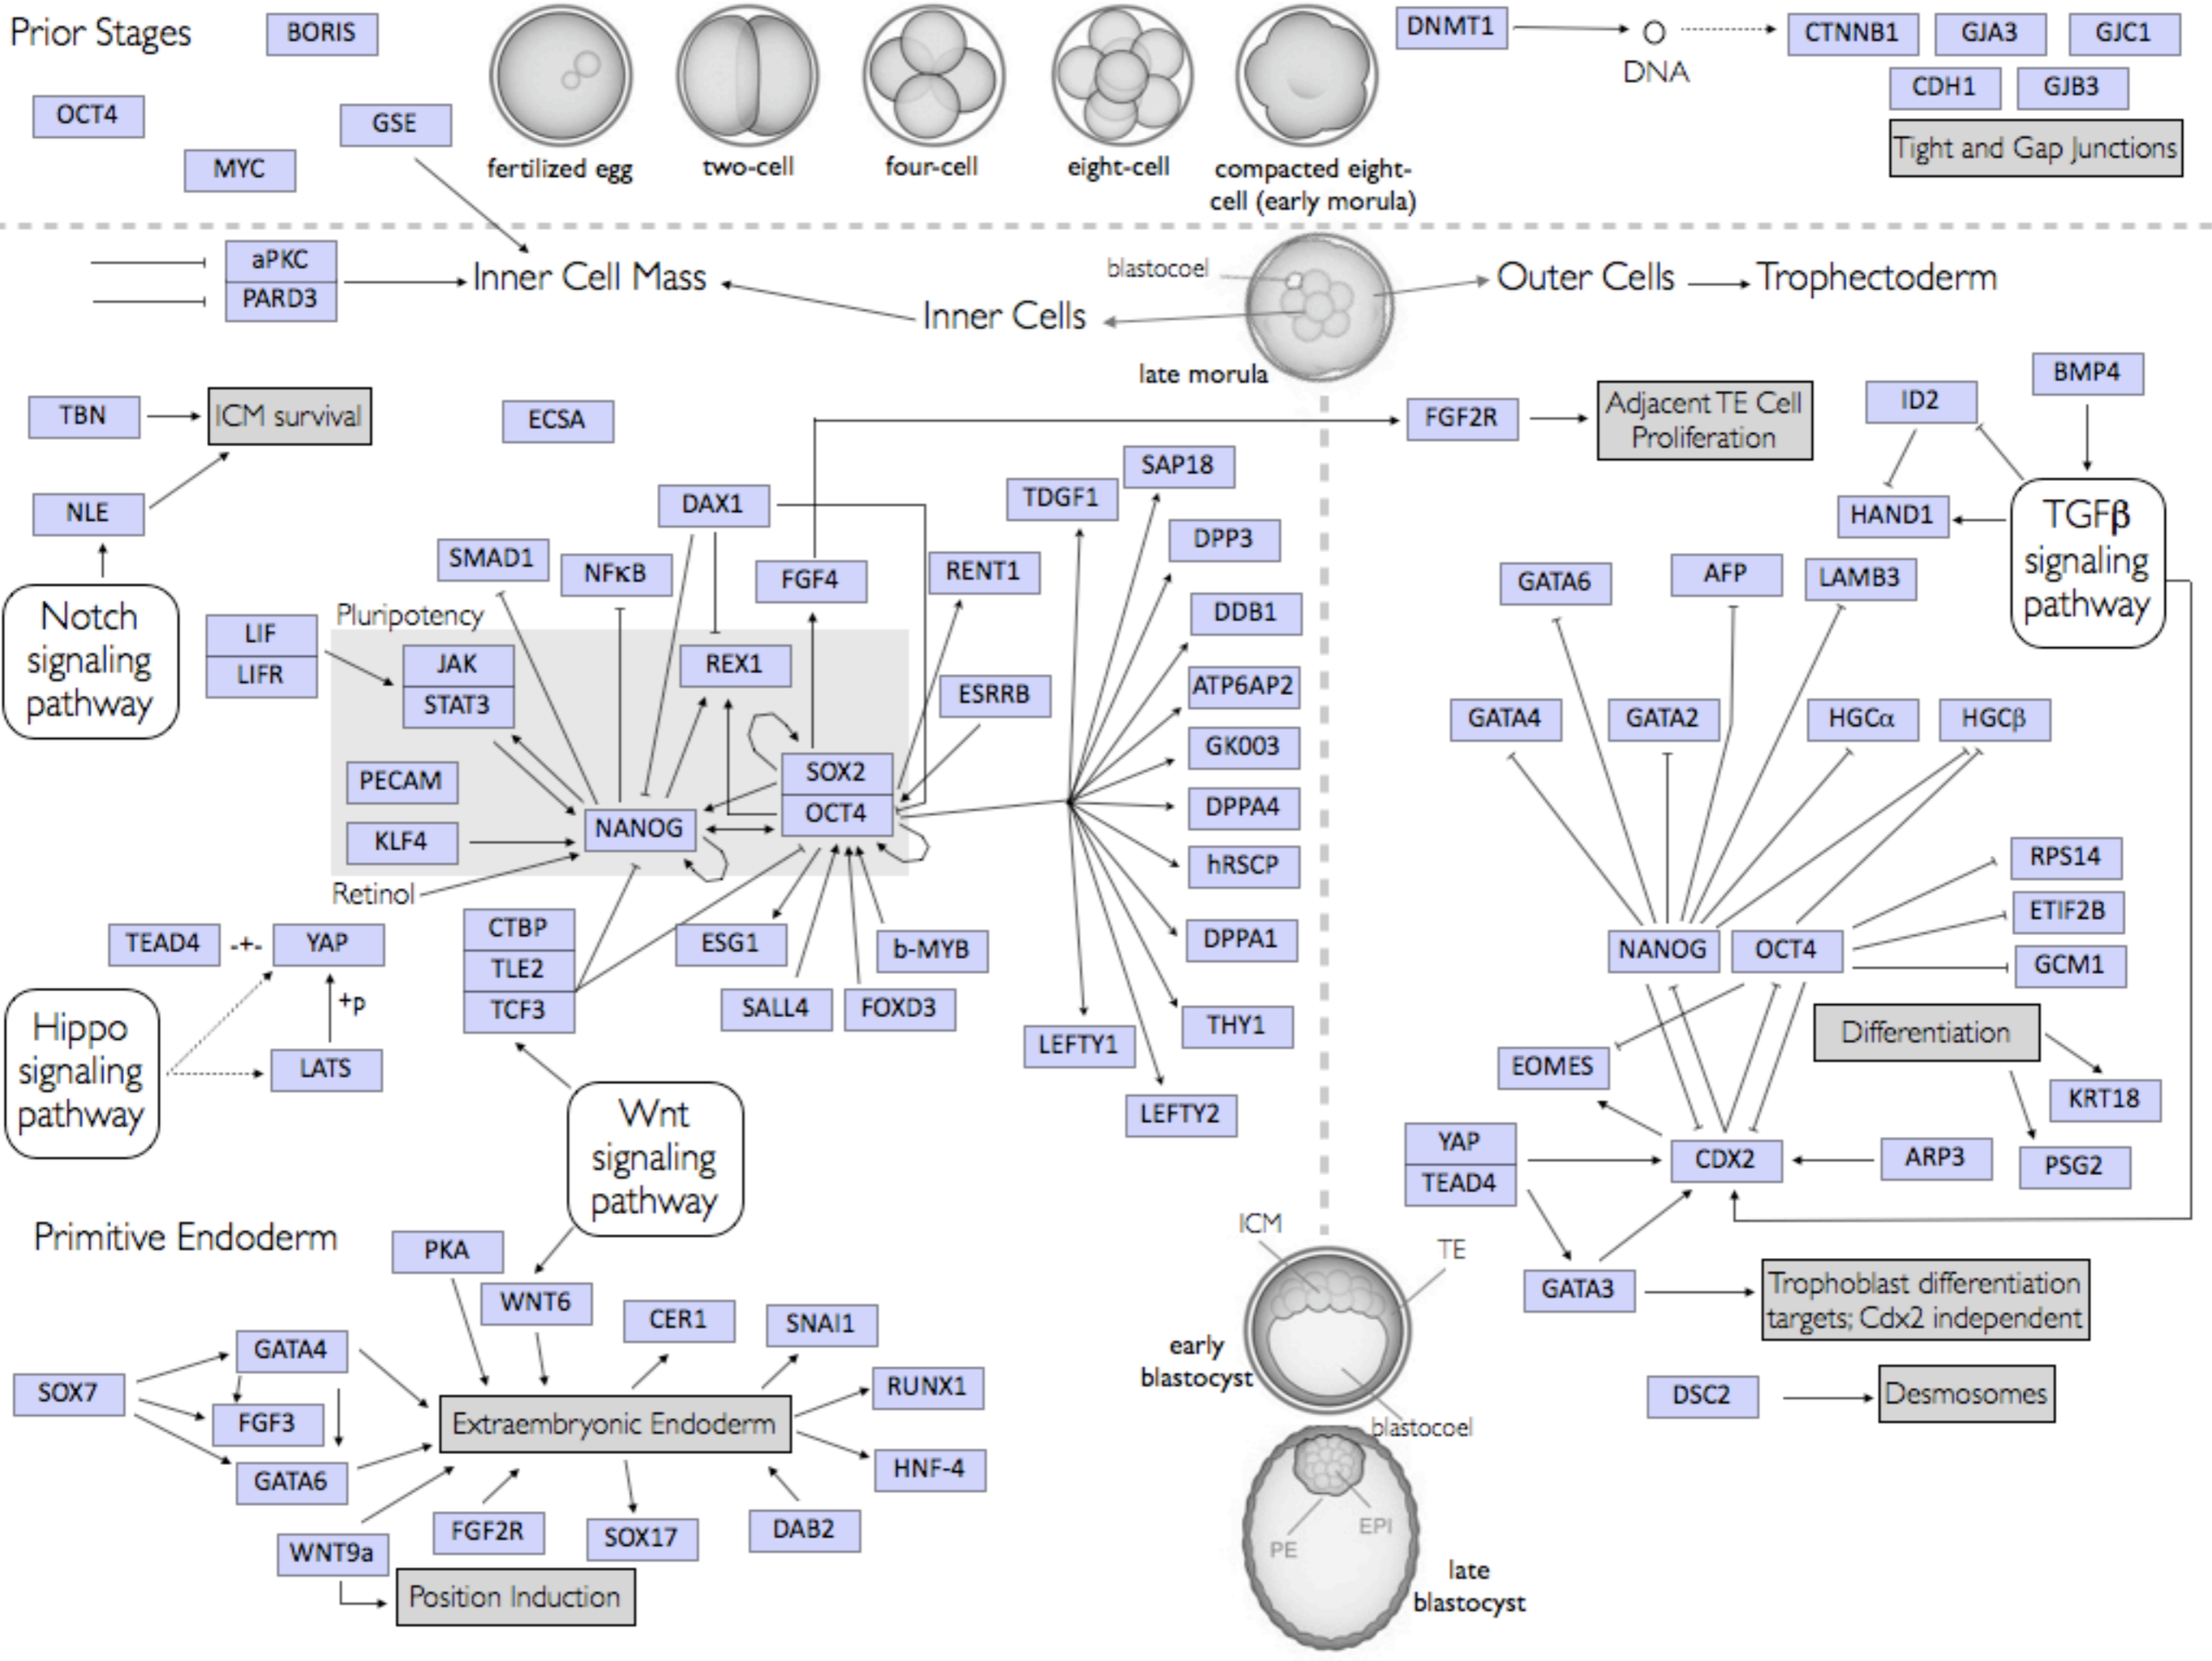 Prior Stages
BORIS
OCT4
GSE
MYC
fertilized egg
two-cell
four-cell
eight-cell
compacted eight-
cell (early morula)
DNMT1
DNA
CTNNB1
GJA3
GJC1
CDH1
GJB3
Tight and Gap Junctions
aPKC
PARD3
Inner Cell Mass
Inner Cells
blastocoel
late morula
Outer Cells
Trophectoderm
TBN
ICM survival
ECSA
NLE
Notch
signaling
pathway
LIF
LIFR
Pluripotency
SMAD1
NFκB
DAX1
FGF4
RENT1
TDGF1
SAP18
DPP3
DDB1
ATP6AP2
GK003
DPPA4
hRSCP
DPPA1
THY1
LEFTY1
LEFTY2
JAK
STAT3
REX1
ESRRB
PECAM
KLF4
NANOG
SOX2
OCT4
Retinol
TEAD4
-+-
YAP
+p
LATS
Hippo
signaling
pathway
CTBP
TLE2
TCF3
ESG1
b-MYB
SALL4
FOXD3
Wnt
signaling
pathway
FGF2R
Adjacent TE Cell
Proliferation
ID2
BMP4
HAND1
TGFβ
signaling
pathway
GATA6
AFP
LAMB3
GATA4
GATA2
HGCα
HGCβ
RPS14
ETIF2B
GCM1
NANOG
OCT4
Differentiation
KRT18
PSG2
EOMES
YAP
TEAD4
CDX2
ARP3
GATA3
Trophoblast differentiation
targets; Cdx2 independent
DSC2
Desmosomes
Primitive Endoderm
PKA
WNT6
CER1
SNAI1
SOX7
GATA4
FGF3
GATA6
Extraembryonic Endoderm
RUNX1
HNF-4
WNT9a
FGF2R
SOX17
DAB2
Position Induction
ICM
TE
early
blastocyst
blastocoel
PE
EPI
late
blastocyst